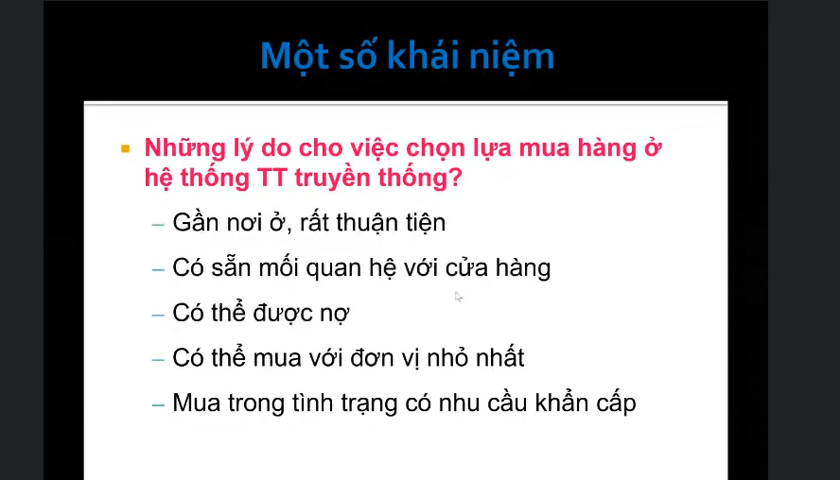 Một số khái niệm
Những lý do cho việc chọn lựa mua hàng ở
hệ thống TT truyền thống?
– Gần nơi ở, rất thuận tiện
– Có sẵn mối quan hệ với cửa hàng
– Có thể được nợ
– Có thể mua với đơn vị nhỏ nhất
– Mua trong tình trạng có nhu cầu khẩn cấp